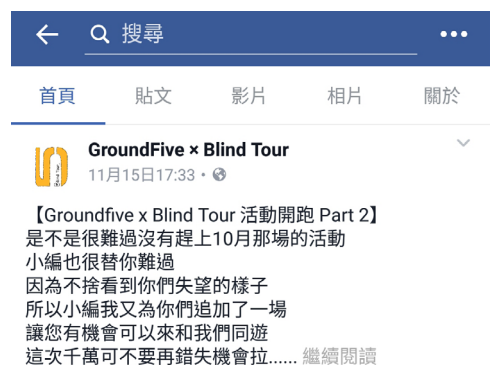 搜尋
首頁 貼文 影片 相片 關於
GroundFive × Blind Tour
11月15日17:33 •
【Groundfive x Blind Tour 活動開跑 Part 2】
是不是很難過沒有趕上10月那場的活動
小編也很替你難過
因為不捨看到你們失望的樣子
所以小編我又為你們追加了一場
讓您有機會可以來和我們同遊
這次千萬可不要再錯失機會拉...... 繼續閱讀